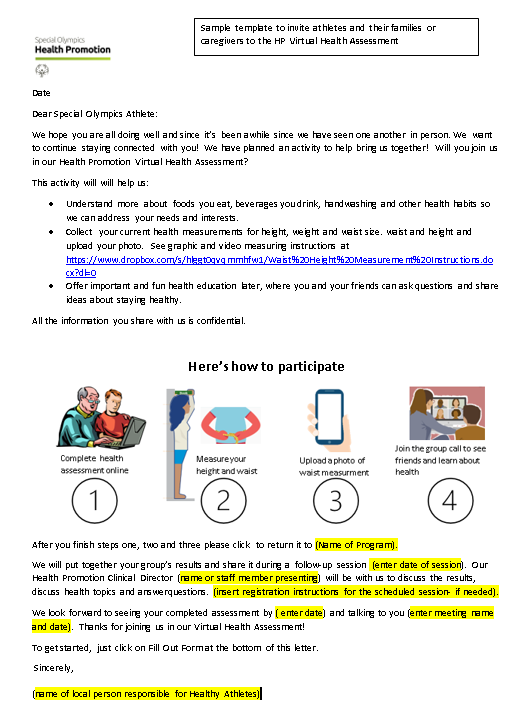 Special Olympics
Health Promotion
Sample template to invite athletes and their families or
caregivers to the HP Virtual Health Assessment
Date
Dear Special Olympics Athlete:
We hope you are all doing well and since it's been awhile since we have seen one another in person. We want
to continue staying connected with you! We have planned an activity to help bring us together! Will you join us
in our Health Promotion Virtual Health Assessment?
This activity will will help us:
• Understand more about foods you eat, beverages you drink, handwashing and other health habits so
we can address your needs and interests.
• Collect your current health measurements for height, weight and waist size. waist and height and
upload your photo. See graphic and video measuring instructions at
https://www.dropbox.com/s/hlggt0qvqmmhfw1/Waist%20Height%20Measurement%20Instructions.do
cx?dl=0
• Offer important and fun health education later, where you and your friends can ask questions and share
ideas about staying healthy.
All the information you share with us is confidential.
Here's how to participate
Complete health
assessment online
1
Measure your
height and waist
2
Upload a photo of
waist measurment
3
Join the group call to see
friends and learn about
health
4
After you finish steps one, two and three please click to return it to (Name of Program).
We will put together your group's results and share it during a follow-up session (enter date of session). Our
Health Promotion Clinical Director (name or staff member presenting) will be with us to discuss the results,
discuss health topics and answer questions. (insert registration instructions for the scheduled session- if needed).
We look forward to seeing your completed assessment by ( enter date) and talking to you (enter meeting name
and date). Thanks for joining us in our Virtual Health Assessment!
To get started, just click on Fill Out Form at the bottom of this letter.
Sincerely,
(name of local person responsible for Healthy Athletes)